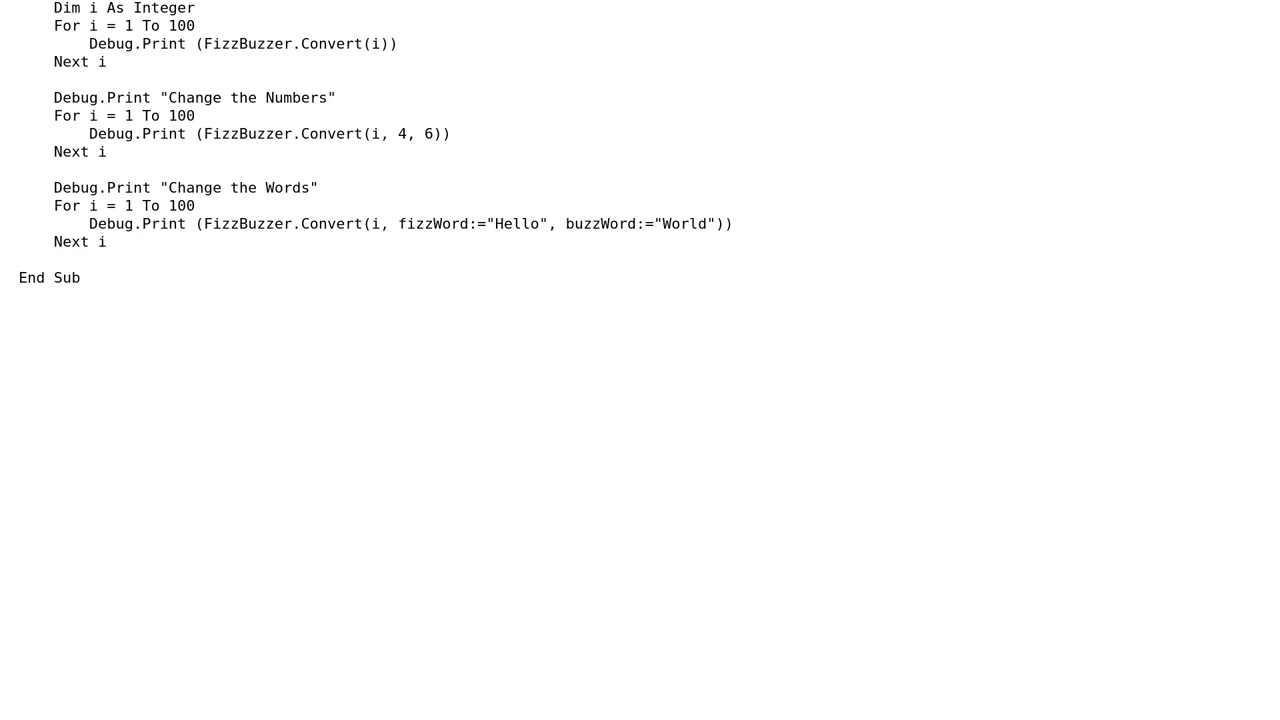 Dim i As Integer
    For i = 1 To 100
        Debug.Print (FizzBuzzer.Convert(i))
    Next i

    Debug.Print "Change the Numbers"
    For i = 1 To 100
        Debug.Print (FizzBuzzer.Convert(i, 4, 6))
    Next i

    Debug.Print "Change the Words"
    For i = 1 To 100
        Debug.Print (FizzBuzzer.Convert(i, fizzWord:="Hello", buzzWord:="World"))
    Next i

End Sub